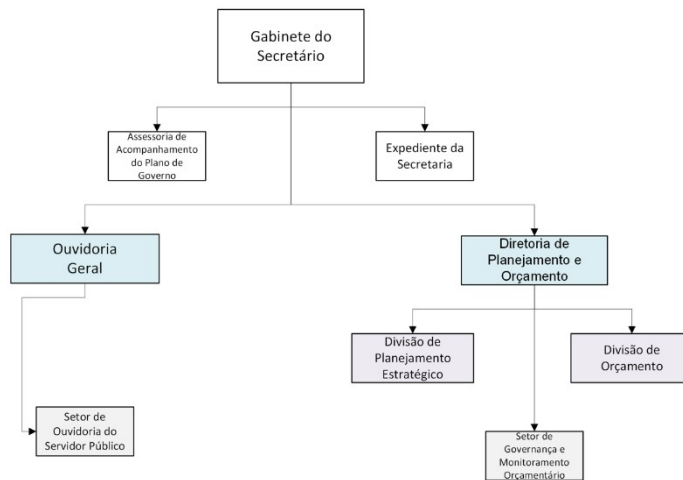 Gabinete do
Secretário
Assessoria de
Acompanhamento
do Plano de
Governo
Expediente da
Secretaria
Ouvidoria
Geral
Diretoria de
Planejamento e
Orçamento
Divisão de
Planejamento
Estratégico
Divisão de
Orçamento
Setor de
Ouvidoria do
Servidor Público
Setor de
Governança e
Monitoramento
Orçamentário